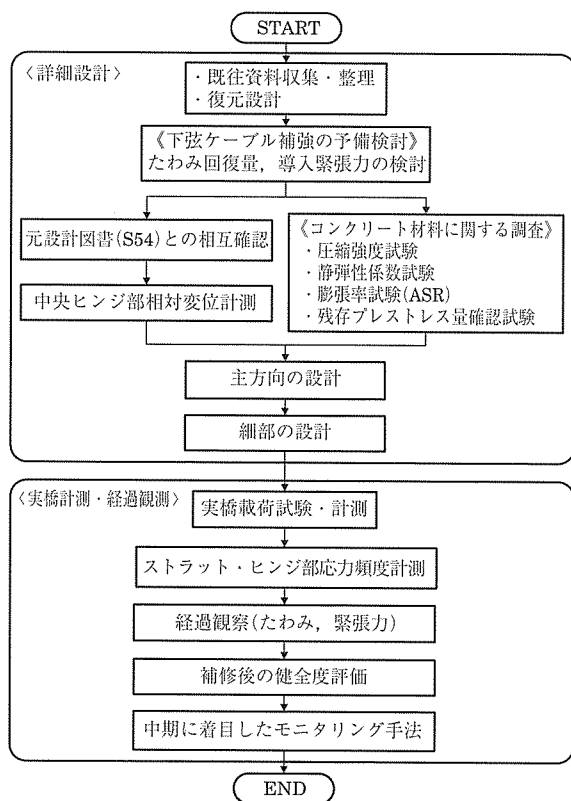 START
〈詳細設計〉
・既往資料収集・整理
・復元設計
《下弦ケーブル補強の予備検討》
たわみ回復量，導入緊張力の検討
元設計図書(S54)との相互確認
中央ヒンジ部相対変位計測
《コンクリート材料に関する調査》
・圧縮強度試験
・静弾性係数試験
・膨張率試験(ASR)
・残存プレストレス量確認試験
主方向の設計
細部の設計
〈実橋計測・経過観測〉
実橋載荷試験・計測
ストラット・ヒンジ部応力頻度計測
経過観察(たわみ，緊張力)
補修後の健全度評価
中期に着目したモニタリング手法
END